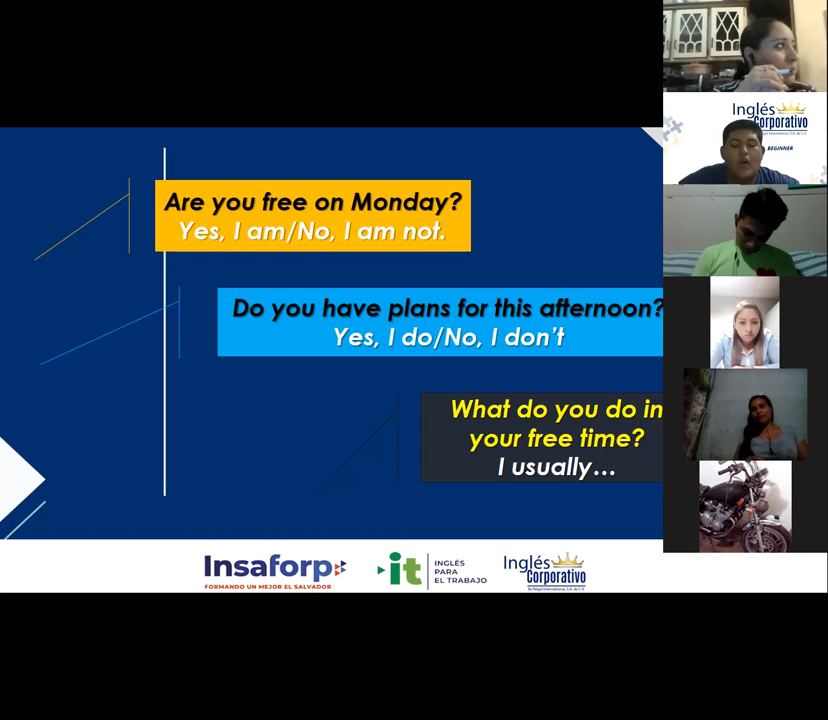 Are you free on Monday?
Yes, I am/No, I am not.
Do you have plans for this afternoon?
Yes, I do/No, I don't
What do you do in
your free time?
I usually...
Inglés
Corporativo
BEGINNER
Insaforp
FORMANDO UN MEJOR EL SALVADOR
it
INGLÉS
PARA
EL TRABAJO
Inglés
Corporativo